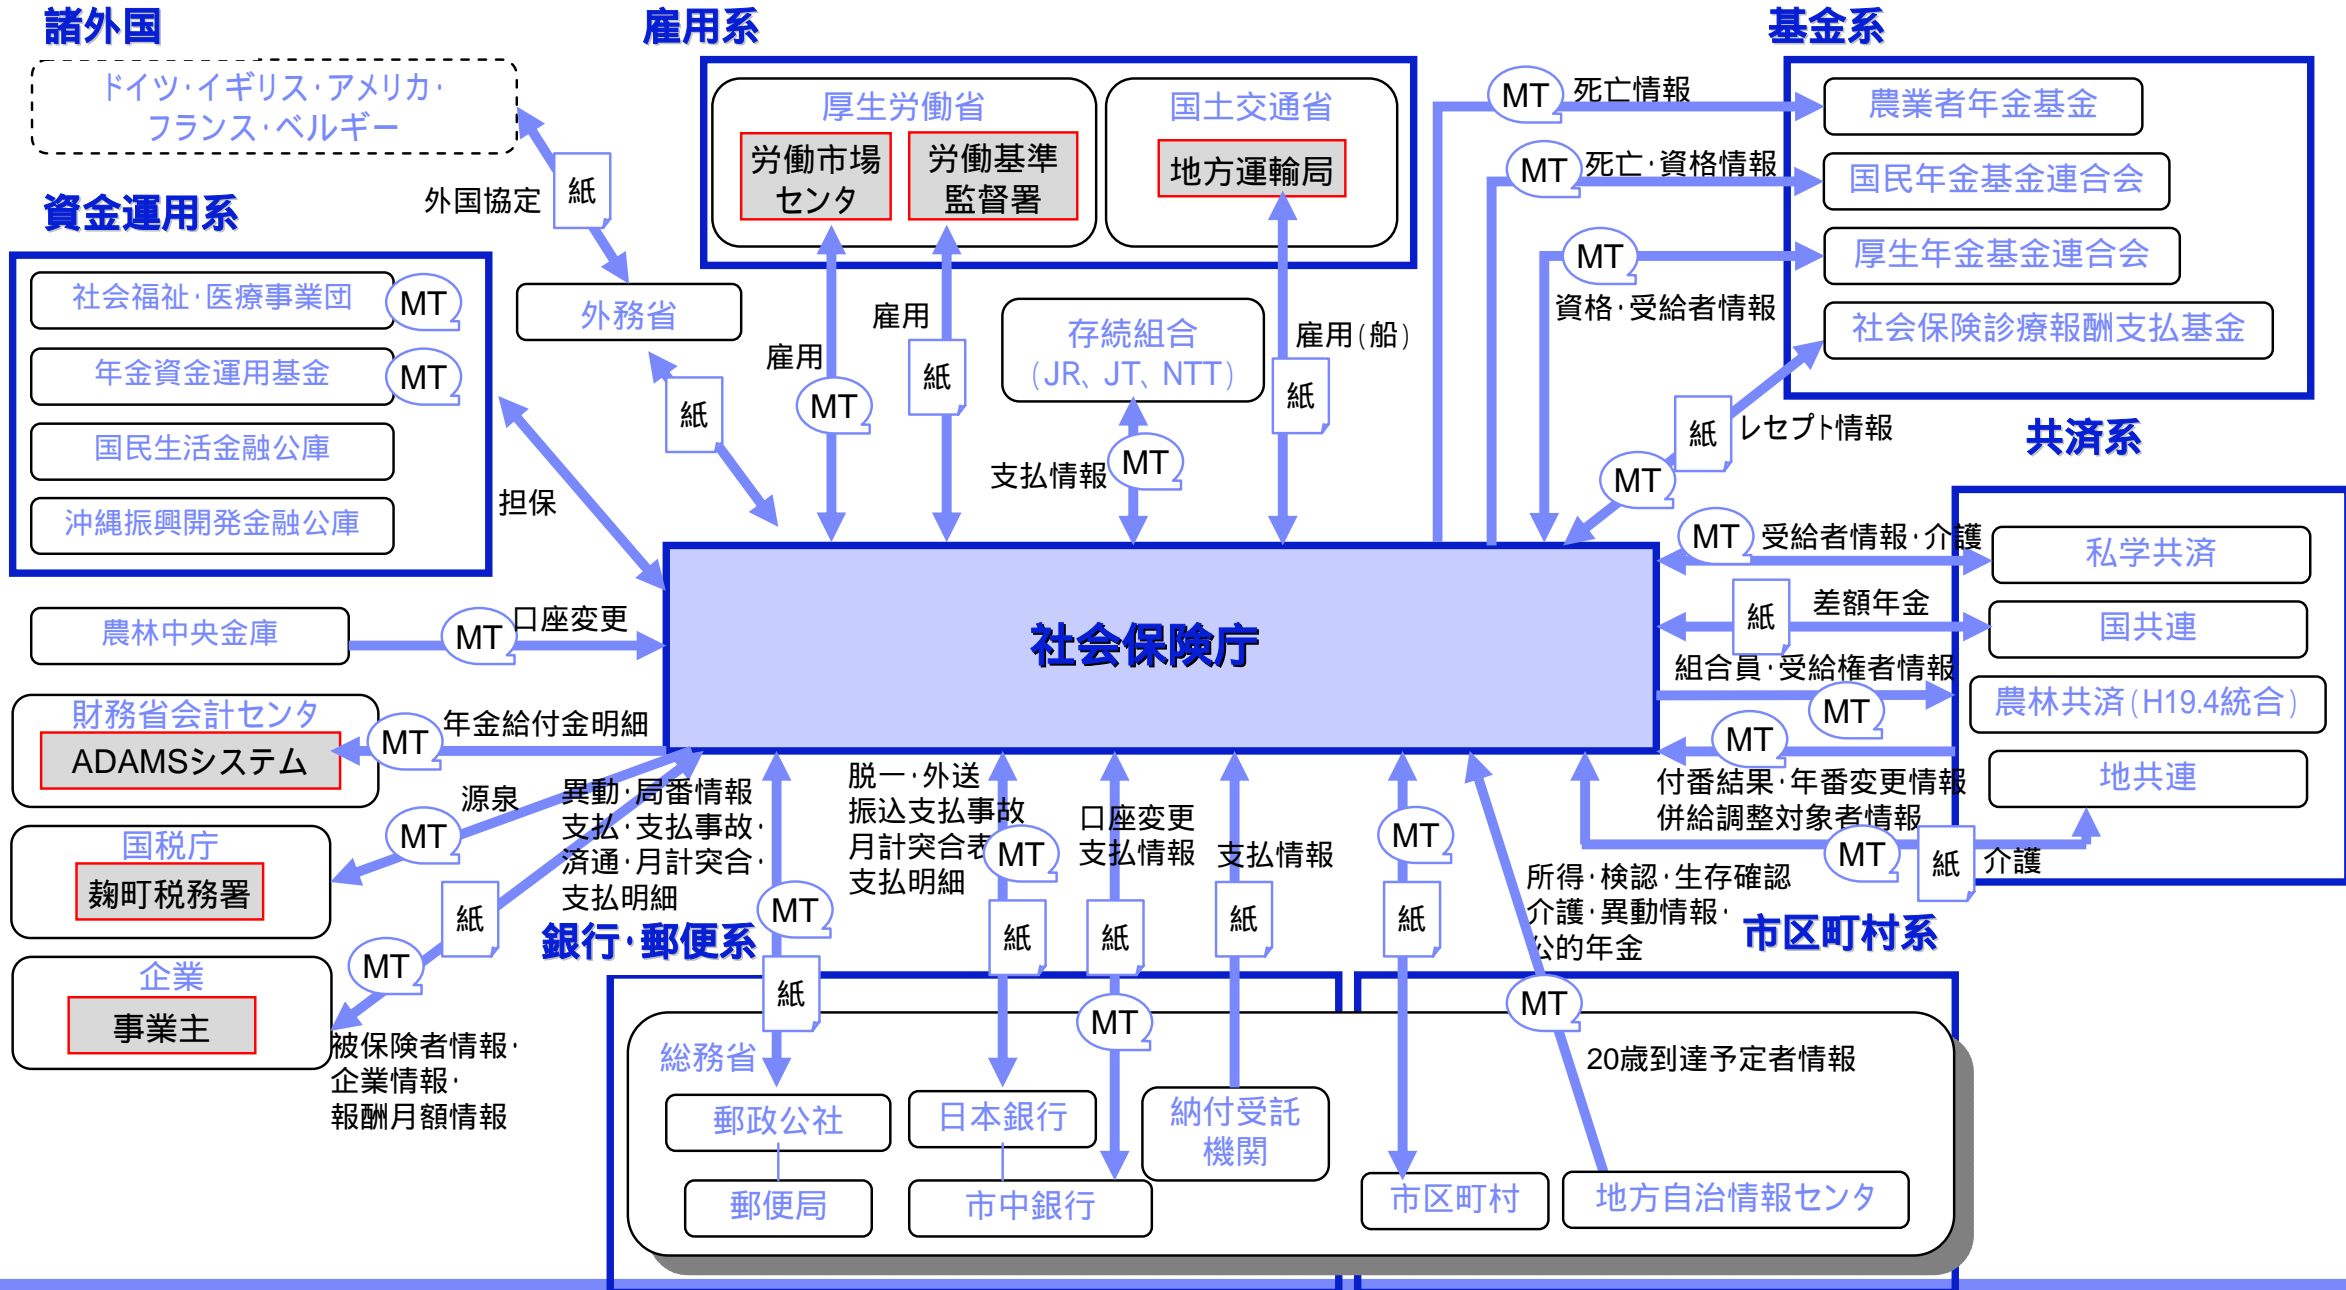 諸外国
ドイツ・イギリス・アメリカ・
フランス・ベルギー
外国協定
紙
外務省
紙
雇用系
厚生労働省
労働市場
センタ
労働基準
監督署
国土交通省
地方運輸局
雇用
MT
雇用
紙
存続組合
(JR、JT、NTT)
支払情報
MT
雇用(船)
紙
基金系
MT
死亡情報
農業者年金基金
MT
死亡・資格情報
国民年金基金連合会
MT
資格・受給者情報
厚生年金基金連合会
社会保険診療報酬支払基金
紙
レセプト情報
MT
資金運用系
社会福祉・医療事業団
MT
年金資金運用基金
MT
国民生活金融公庫
沖縄振興開発金融公庫
担保
農林中央金庫
MT
口座変更
社会保険庁
共済系
MT
受給者情報・介護
私学共済
紙
差額年金
国共連
組合員・受給権者情報
MT
農林共済(H19.4統合)
MT
付番結果・年番変更情報
併給調整対象者情報
地共連
MT
紙
介護
財務省会計センタ
ADAMSシステム
MT
年金給付金明細
国税庁
麹町税務署
MT
源泉
企業
事業主
MT
紙
被保険者情報・
企業情報・
報酬月額情報
異動・局番情報
支払・支払事故・
済通・月計突合・
支払明細
MT
紙
脱一・外送
振込支払事故
月計突合表
支払明細
MT
紙
口座変更
支払情報
紙
MT
支払情報
紙
MT
紙
所得・検認・生存確認
介護・異動情報・
公的年金
MT
20歳到達予定者情報
銀行・郵便系
市区町村系
総務省
郵政公社
郵便局
日本銀行
市中銀行
納付受託
機関
市区町村
地方自治情報センタ